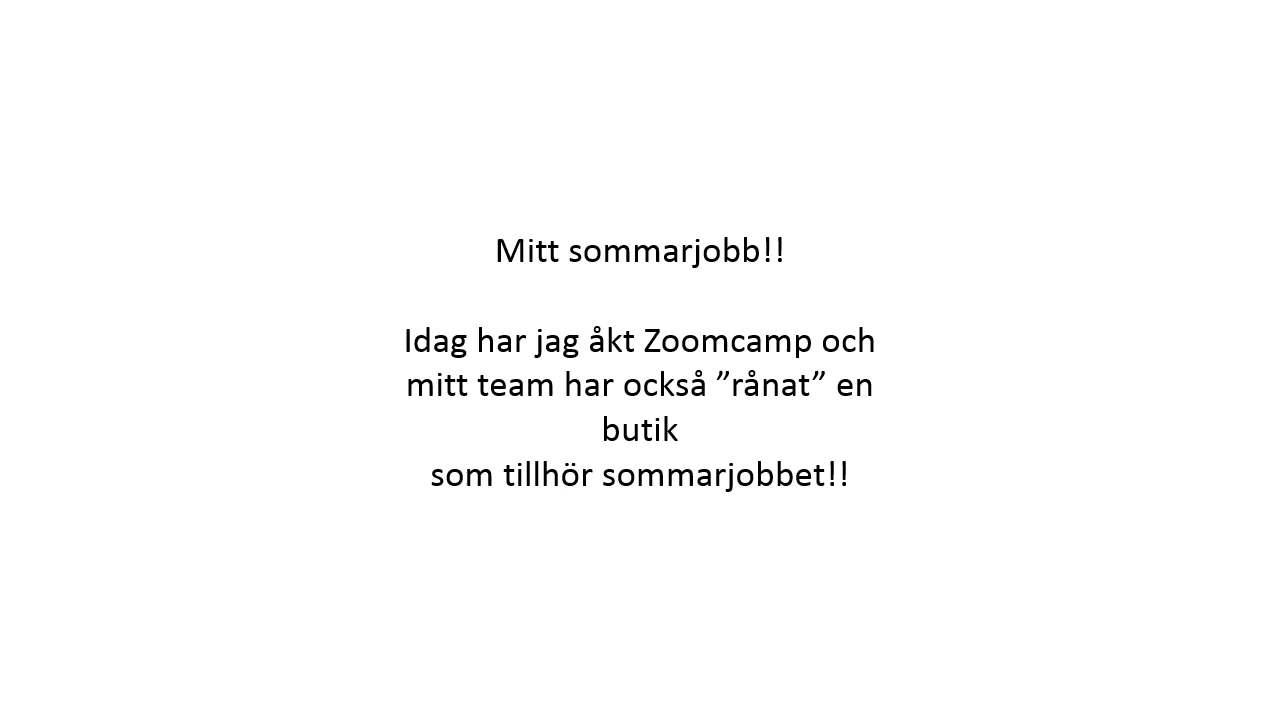 Mitt sommarjobb!!
Idag har jag åkt Zoomcamp och
mitt team har också ”rånat” en
butik
som tillhör sommarjobbet!!